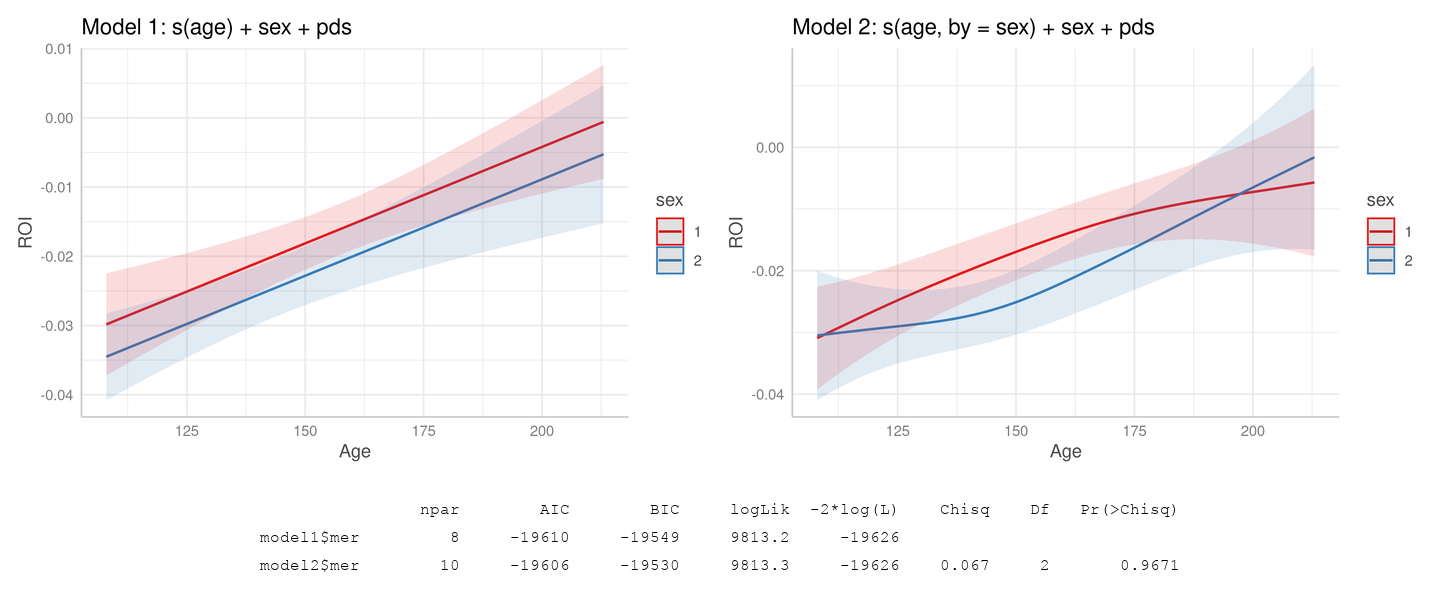 Model 1: s(age) + sex + pds
0.01
0.00
-0.01
-0.02
-0.03
-0.04
ROI
125 150 175 200
Age
sex
1
2
Model 2: s(age, by = sex) + sex + pds
0.00
-0.02
-0.04
ROI
125 150 175 200
Age
sex
1
2
npar AIC BIC logLik -2*log(L) Chisq Df Pr(>Chisq)
model1$mer 8 -19610 -19549 9813.2 -19626
model2$mer 10 -19606 -19530 9813.3 -19626 0.067 2 0.9671